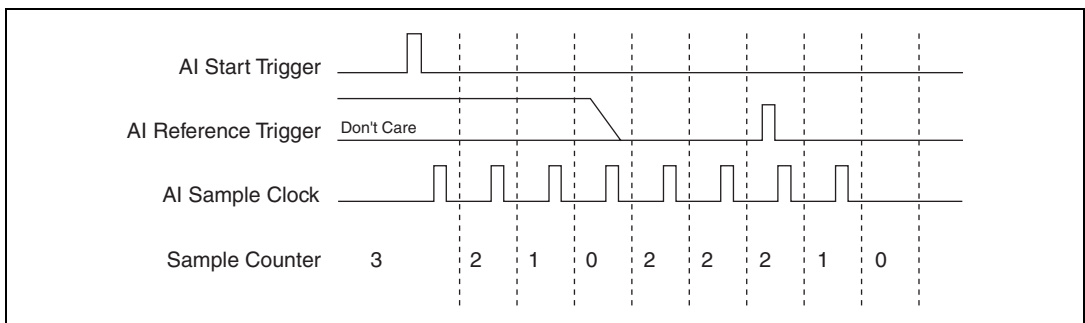 AI Start Trigger
AI Reference Trigger Don't Care
AI Sample Clock
Sample Counter 3 2 1 0 2 2 2 1 0